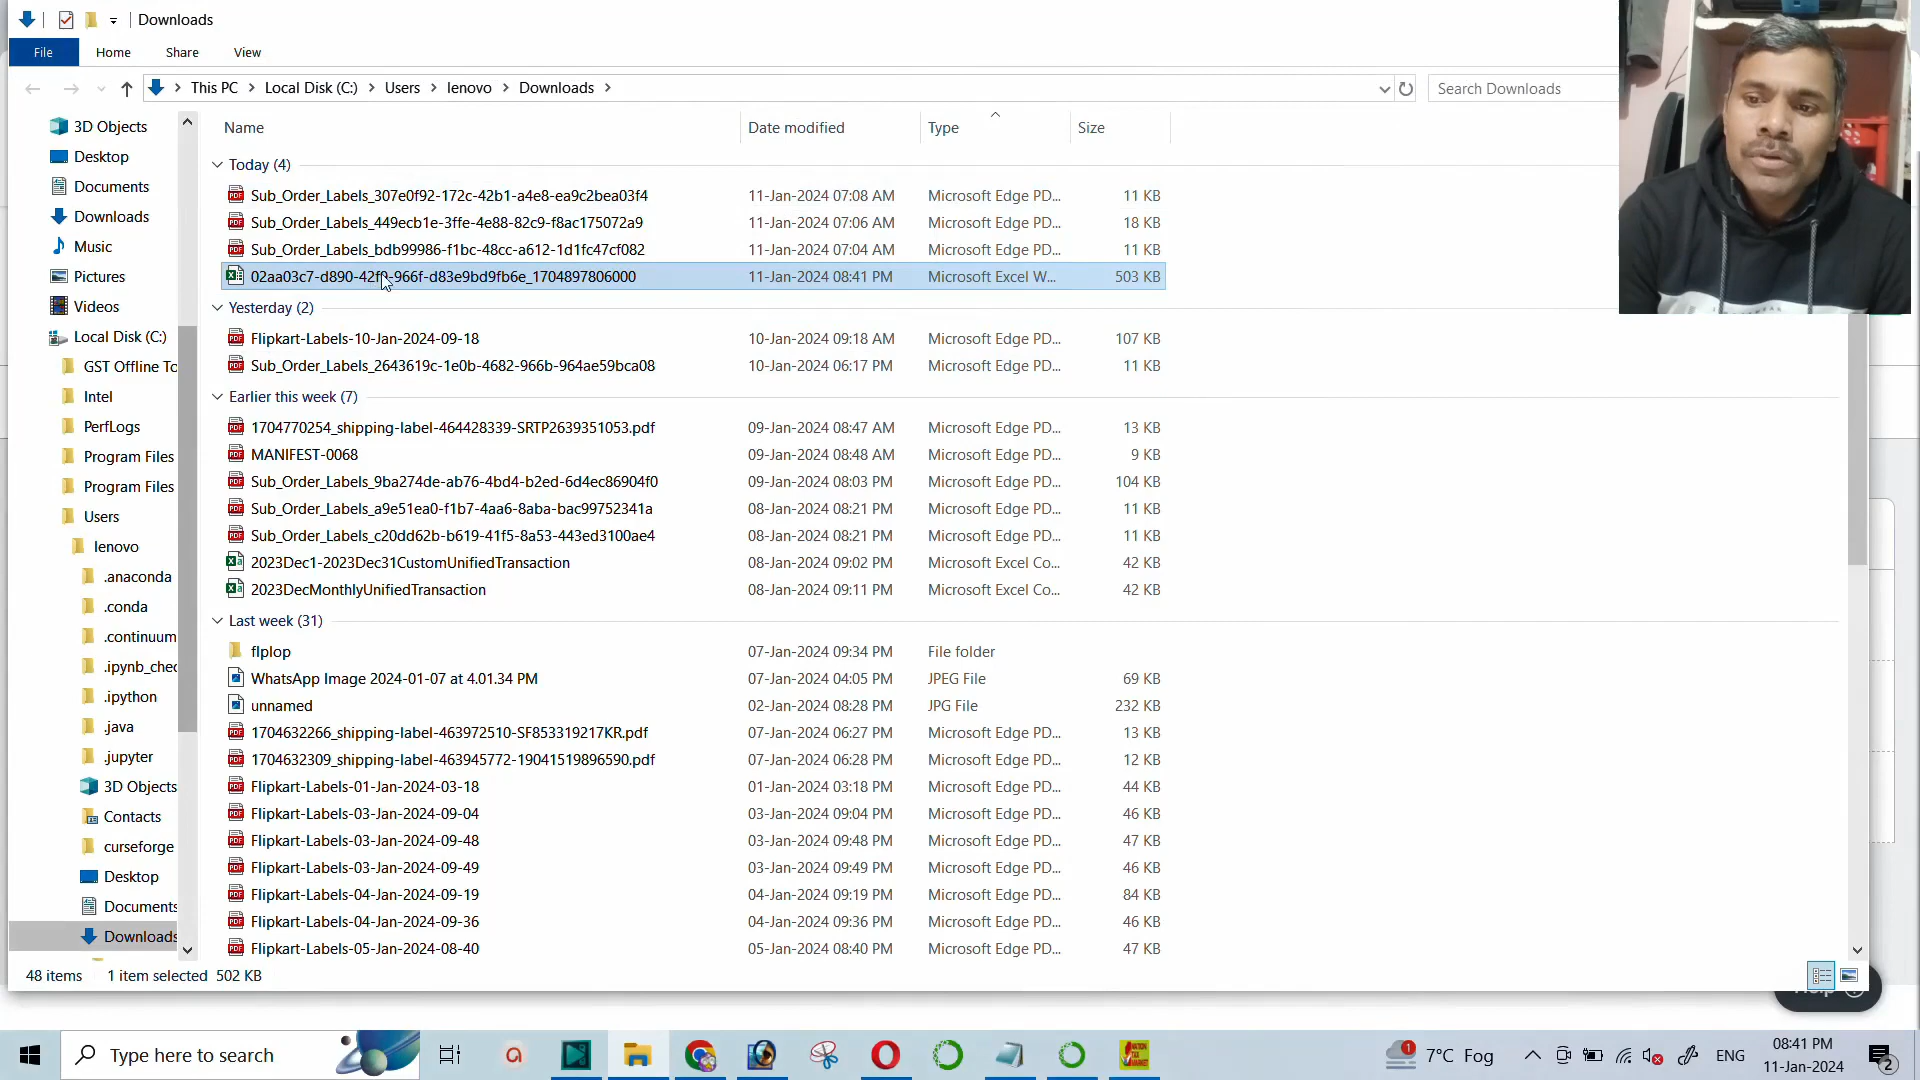 Downloads
File Home Share View
This PC Local Disk (C:) Users lenovo Downloads Search Downloads
Name Date modified Type Size
3D Objects
Desktop
Documents
Downloads
Music
Pictures
Videos
Local Disk (C:)
GST Offline To
Intel
PerfLogs
Program Files
Program Files
Users
lenovo
.anaconda
.conda
.continuum
.ipynb_chec
.ipython
.java
.jupyter
3D Objects
Contacts
curseforge
Desktop
Documents
Downloads
Today (4)
Sub_Order_Labels_307e0f92-172c-42b1-a4e8-ea9c2bea03f4 11-Jan-2024 07:08 AM Microsoft Edge PD... 11 KB
Sub_Order_Labels_449ecb1e-3ffe-4e88-82c9-f8ac175072a9 11-Jan-2024 07:06 AM Microsoft Edge PD... 18 KB
Sub_Order_Labels_bdb99986-f1bc-48cc-a612-1d1fc47cf082 11-Jan-2024 07:04 AM Microsoft Edge PD... 11 KB
02aa03c7-d890-42f9-966f-d83e9bd9fb6e_1704897806000 11-Jan-2024 08:41 PM Microsoft Excel W... 503 KB
Yesterday (2)
Flipkart-Labels-10-Jan-2024-09-18 10-Jan-2024 09:18 AM Microsoft Edge PD... 107 KB
Sub_Order_Labels_2643619c-1e0b-4682-966b-964ae59bca08 10-Jan-2024 06:17 PM Microsoft Edge PD... 11 KB
Earlier this week (7)
1704770254_shipping-label-464428339-SRTP2639351053.pdf 09-Jan-2024 08:47 AM Microsoft Edge PD... 13 KB
MANIFEST-0068 09-Jan-2024 08:48 AM Microsoft Edge PD... 9 KB
Sub_Order_Labels_9ba274de-ab76-4bd4-b2ed-6d4ec86904f0 09-Jan-2024 08:03 PM Microsoft Edge PD... 104 KB
Sub_Order_Labels_a9e51ea0-f1b7-4aa6-8aba-bac99752341a 08-Jan-2024 08:21 PM Microsoft Edge PD... 11 KB
Sub_Order_Labels_c20dd62b-b619-41f5-8a53-443ed3100ae4 08-Jan-2024 08:21 PM Microsoft Edge PD... 11 KB
2023Dec1-2023Dec31CustomUnifiedTransaction 08-Jan-2024 09:02 PM Microsoft Excel Co... 42 KB
2023DecMonthlyUnifiedTransaction 08-Jan-2024 09:11 PM Microsoft Excel Co... 42 KB
Last week (31)
flplop 07-Jan-2024 09:34 PM File folder
WhatsApp Image 2024-01-07 at 4.01.34 PM 07-Jan-2024 04:05 PM JPEG File 69 KB
unnamed 02-Jan-2024 08:28 PM JPG File 232 KB
1704632266_shipping-label-463972510-SF853319217KR.pdf 07-Jan-2024 06:27 PM Microsoft Edge PD... 13 KB
1704632309_shipping-label-463945772-19041519896590.pdf 07-Jan-2024 06:28 PM Microsoft Edge PD... 12 KB
Flipkart-Labels-01-Jan-2024-03-18 01-Jan-2024 03:18 PM Microsoft Edge PD... 44 KB
Flipkart-Labels-03-Jan-2024-09-04 03-Jan-2024 09:04 PM Microsoft Edge PD... 46 KB
Flipkart-Labels-03-Jan-2024-09-48 03-Jan-2024 09:48 PM Microsoft Edge PD... 47 KB
Flipkart-Labels-03-Jan-2024-09-49 03-Jan-2024 09:49 PM Microsoft Edge PD... 46 KB
Flipkart-Labels-04-Jan-2024-09-19 04-Jan-2024 09:19 PM Microsoft Edge PD... 84 KB
Flipkart-Labels-04-Jan-2024-09-36 04-Jan-2024 09:36 PM Microsoft Edge PD... 46 KB
Flipkart-Labels-05-Jan-2024-08-40 05-Jan-2024 08:40 PM Microsoft Edge PD... 47 KB
48 items 1 item selected 502 KB
Type here to search
7°C Fog ENG 08:41 PM
11-Jan-2024
1
2